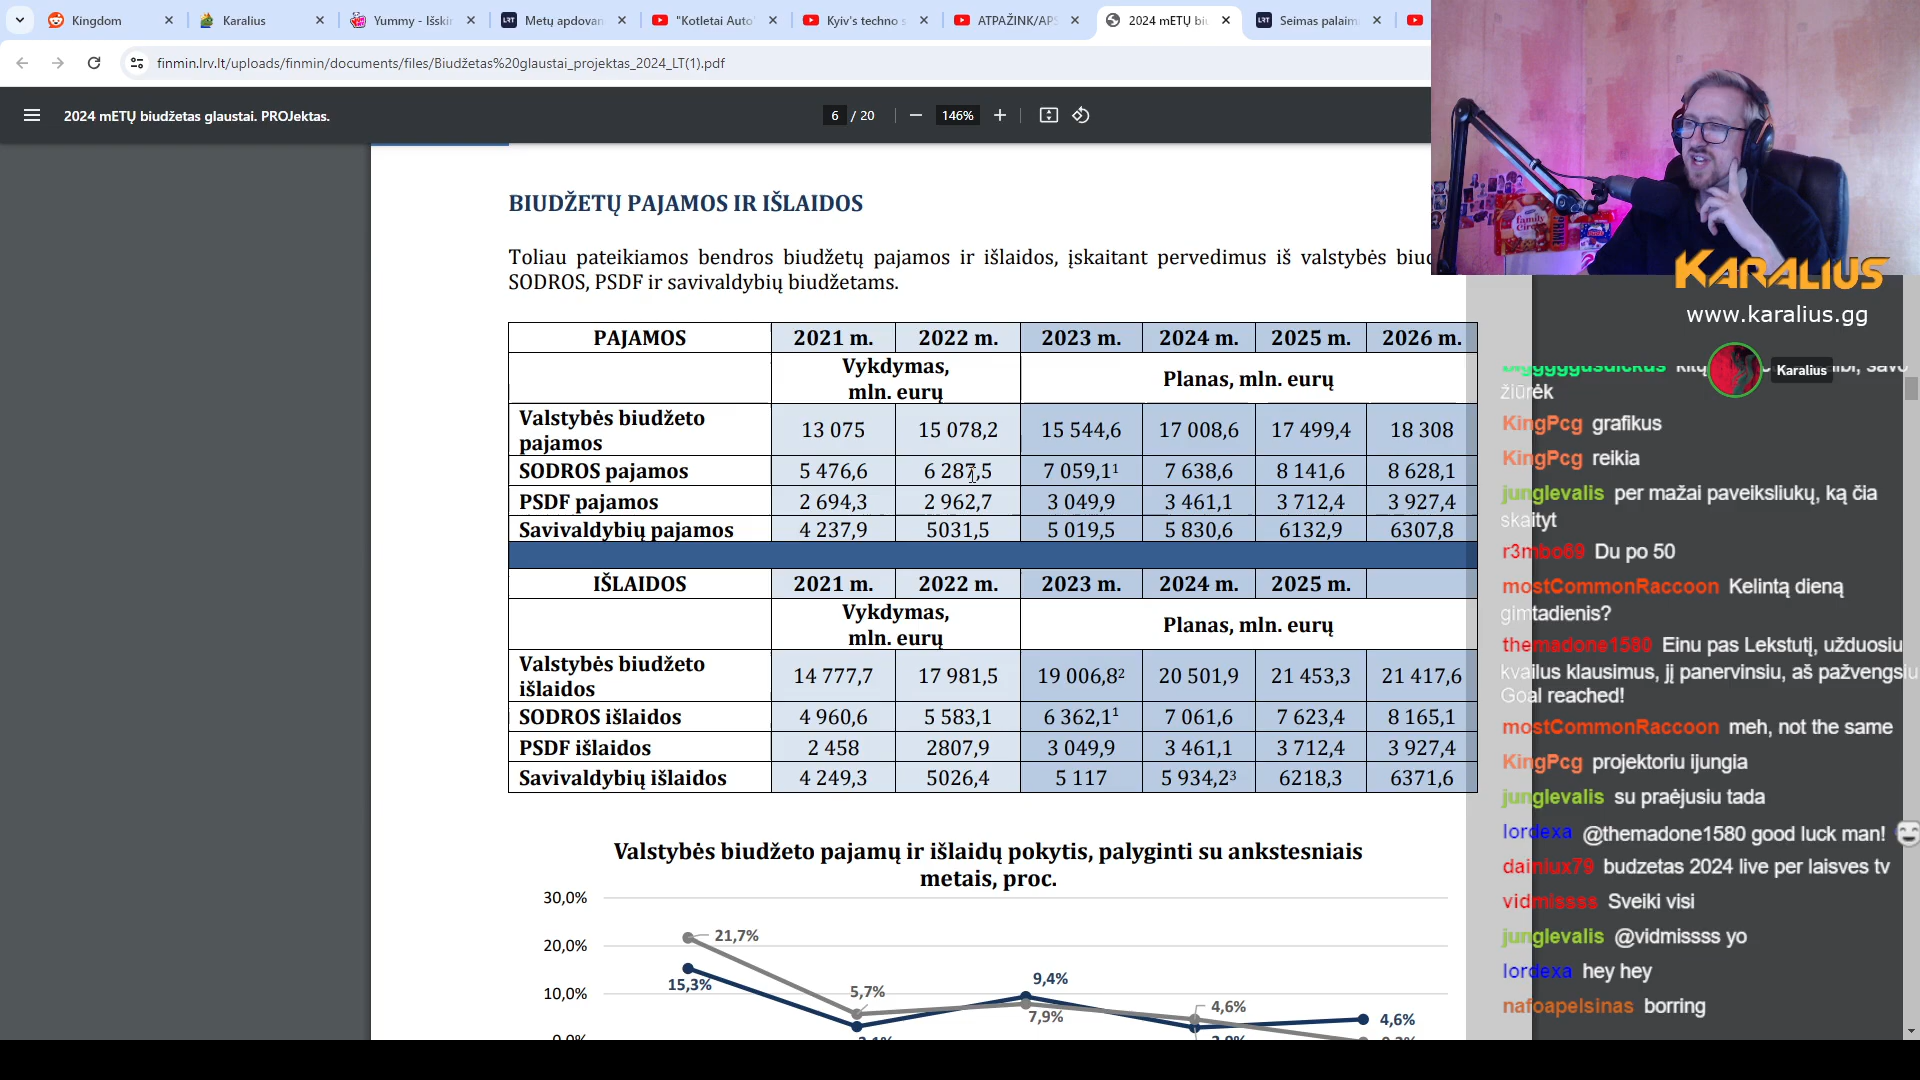 Kingdom
Karalius
Yummy - Išskir
Metų apdovan
"Kotletai Auto"
Kyiv's techno s
ATPAŽINK/APS
2024 mETŲ biu
Seimas palaim
finmin.lrv.lt/uploads/finmin/documents/files/Biudžetas%20glaustai_projektas_2024_LT(1).pdf
2024 mETŲ biudžetas glaustai. PROJektas.
6 / 20
146%
BIUDŽETŲ PAJAMOS IR IŠLAIDOS
Toliau pateikiamos bendros biudžetų pajamos ir išlaidos, įskaitant pervedimus iš valstybės biud
SODROS, PSDF ir savivaldybių biudžetams.
PAJAMOS 2021 m. 2022 m. 2023 m. 2024 m. 2025 m. 2026 m.
Vykdymas, mln. eurų Planas, mln. eurų
Valstybės biudžeto pajamos 13 075 15 078,2 15 544,6 17 008,6 17 499,4 18 308
SODROS pajamos 5 476,6 6 287,5 7 059,1¹ 7 638,6 8 141,6 8 628,1
PSDF pajamos 2 694,3 2 962,7 3 049,9 3 461,1 3 712,4 3 927,4
Savivaldybių pajamos 4 237,9 5031,5 5 019,5 5 830,6 6132,9 6307,8
IŠLAIDOS 2021 m. 2022 m. 2023 m. 2024 m. 2025 m.
Vykdymas, mln. eurų Planas, mln. eurų
Valstybės biudžeto išlaidos 14 777,7 17 981,5 19 006,8² 20 501,9 21 453,3 21 417,6
SODROS išlaidos 4 960,6 5 583,1 6 362,1¹ 7 061,6 7 623,4 8 165,1
PSDF išlaidos 2 458 2807,9 3 049,9 3 461,1 3 712,4 3 927,4
Savivaldybių išlaidos 4 249,3 5026,4 5 117 5 934,2³ 6218,3 6371,6
Valstybės biudžeto pajamų ir išlaidų pokytis, palyginti su ankstesniais
metais, proc.
30,0%
20,0%
10,0%
21,7%
15,3%
5,7%
9,4%
7,9%
4,6%
4,6%
family Circle
KARALIUS
www.karalius.gg
Karalius
žiūrėk
KingPcg grafikus
KingPcg reikia
junglevalis per mažai paveiksliukų, ką čia
skaityt
r3mbo69 Du po 50
mostCommonRaccoon Kelintą dieną
gimtadienis?
themadone1580 Einu pas Lekstutį, užduosiu
kvailus klausimus, jį panervinsiu, aš pažvengsiu
Goal reached!
mostCommonRaccoon meh, not the same
KingPcg projektoriu ijungia
junglevalis su praėjusiu tada
lordexa @themadone1580 good luck man!
dainiux79 budzetas 2024 live per laisves tv
vidmissss Sveiki visi
junglevalis @vidmissss yo
lordexa hey hey
nafoapelsinas borring